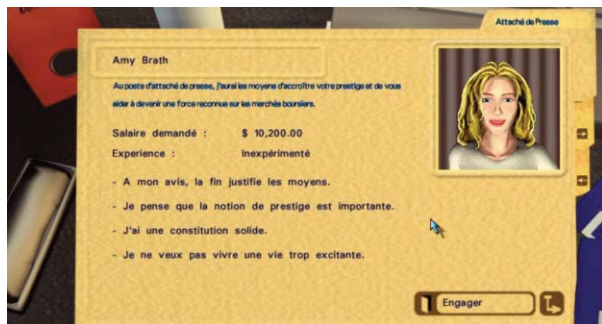 Attaché de Presse
Amy Brath
Au poste d'attaché de presse, j'aurai les moyens d'accroître votre prestige et de vous
aider à devenir une force reconnue sur les marchés boursiers.
Salaire demandé : $ 10,200.00
Experience : Inexpérimenté
- A mon avis, la fin justifie les moyens.
- Je pense que la notion de prestige est importante.
- J'ai une constitution solide.
- Je ne veux pas vivre une vie trop excitante.
Engager